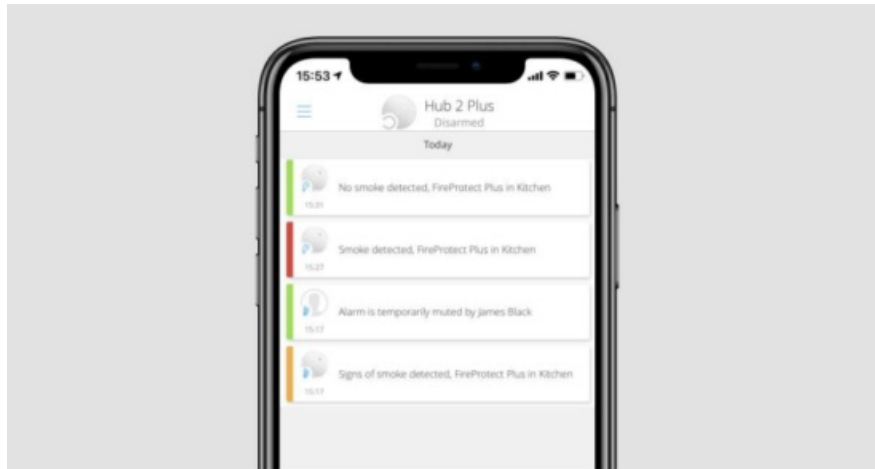 15:53
Hub 2 Plus
Disarmed
Today
No smoke detected, FireProtect Plus in Kitchen
15:31
Smoke detected, FireProtect Plus in Kitchen
15:27
Alarm is temporarily muted by James Black
15:17
Signs of smoke detected, FireProtect Plus in Kitchen
15:17